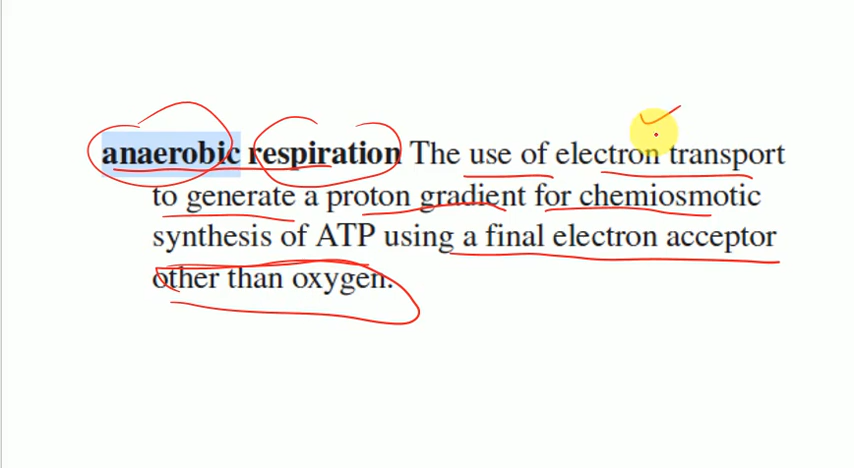 anaerobic respiration The use of electron transport
to generate a proton gradient for chemiosmotic
synthesis of ATP using a final electron acceptor
other than oxygen.